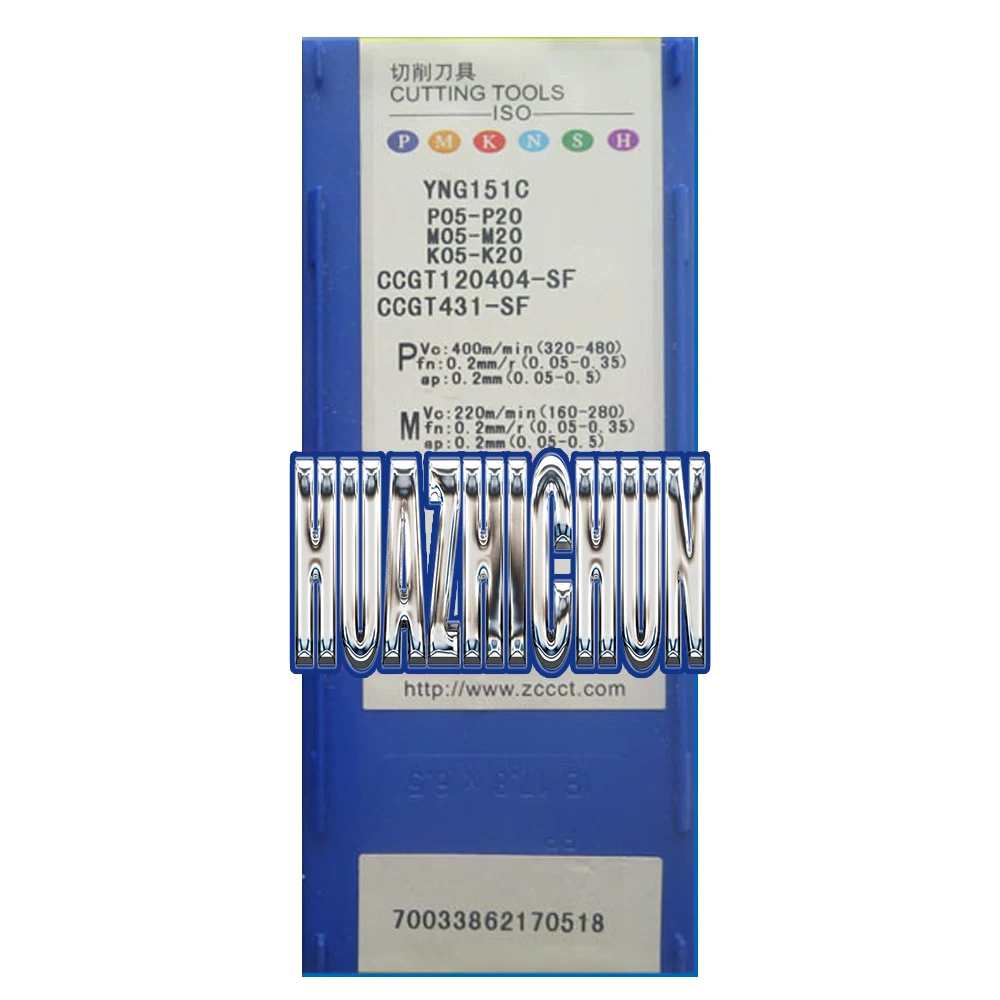 切削刀具
CUTTING TOOLS
ISO
P M K N S H
YNG151C
P05-P20
M05-M20
K05-K20
CCGT120404-SF
CCGT431-SF
P Vc:400m/min(320-480)
fn:0.2mm/r(0.05-0.35)
ap:0.2mm(0.05-0.5)
M Vc:220m/min(160-280)
fn:0.2mm/r(0.05-0.35)
ap:0.2mm(0.05-0.5)
HUAZHICHUN
http://www.zccct.com
70033862170518